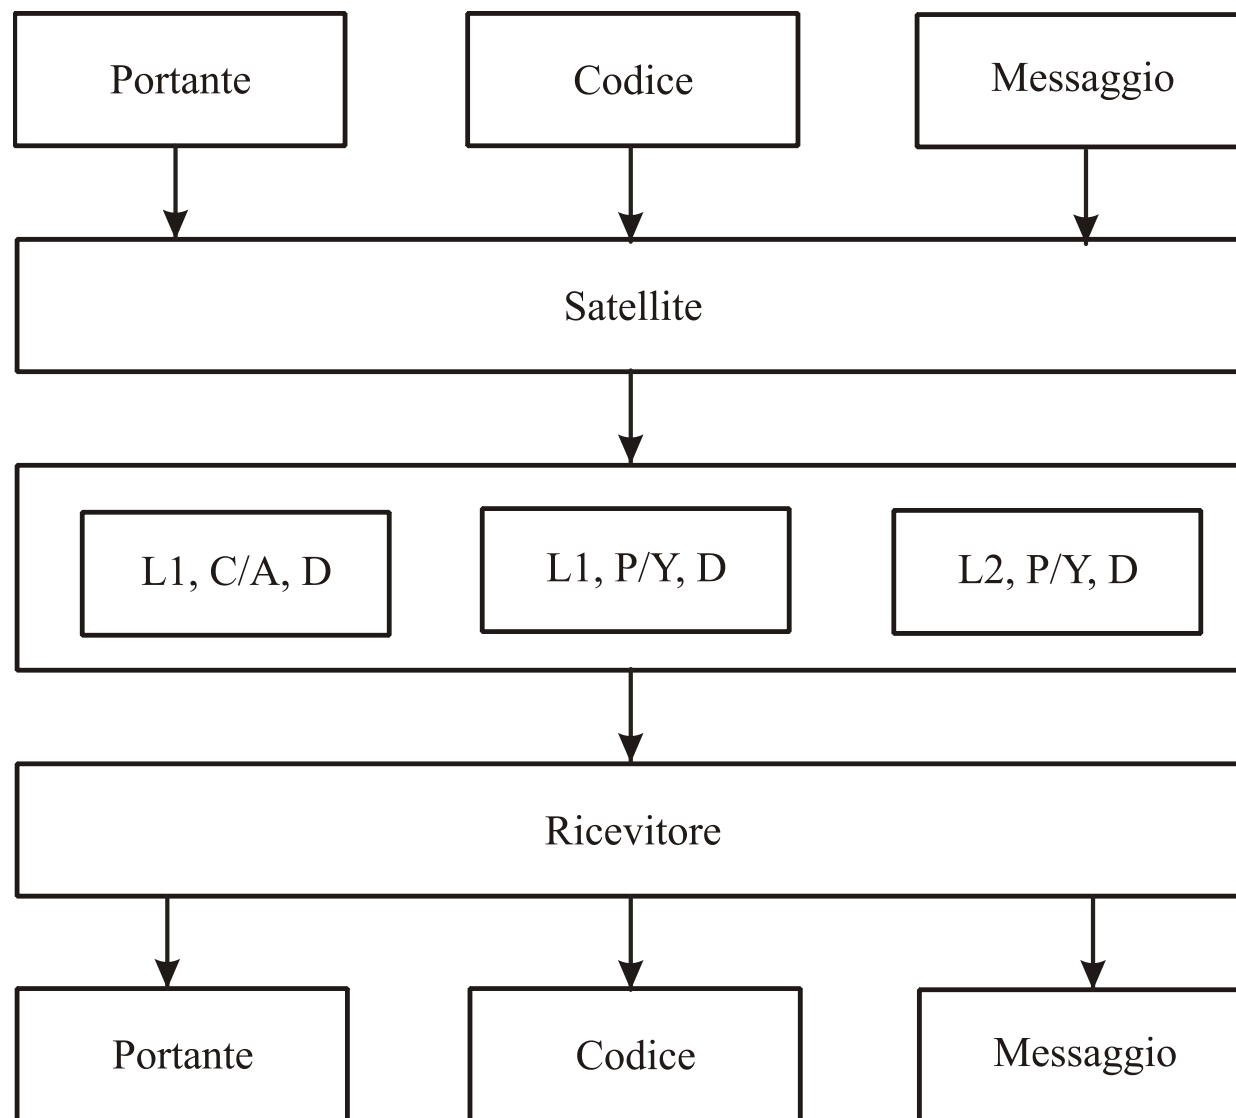 Portante
Codice
Messaggio
Satellite
L1, C/A, D
L1, P/Y, D
L2, P/Y, D
Ricevitore
Portante
Codice
Messaggio